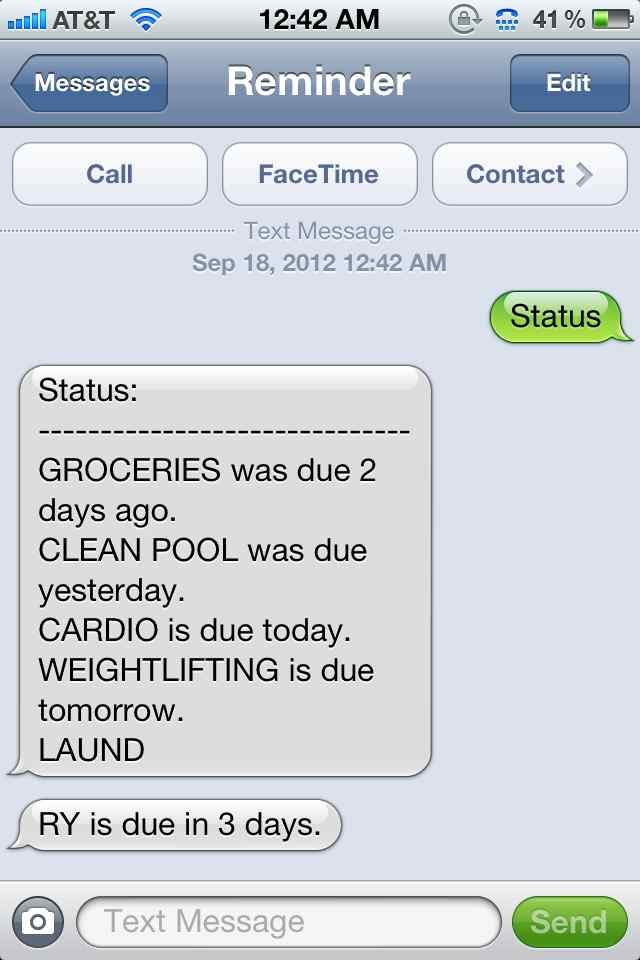 AT&T 12:42 AM 41 %
Messages Reminder Edit
Call FaceTime Contact
Text Message
Sep 18, 2012 12:42 AM
Status
Status:
------------------------------
GROCERIES was due 2
days ago.
CLEAN POOL was due
yesterday.
CARDIO is due today.
WEIGHTLIFTING is due
tomorrow.
LAUND
RY is due in 3 days.
Text Message Send